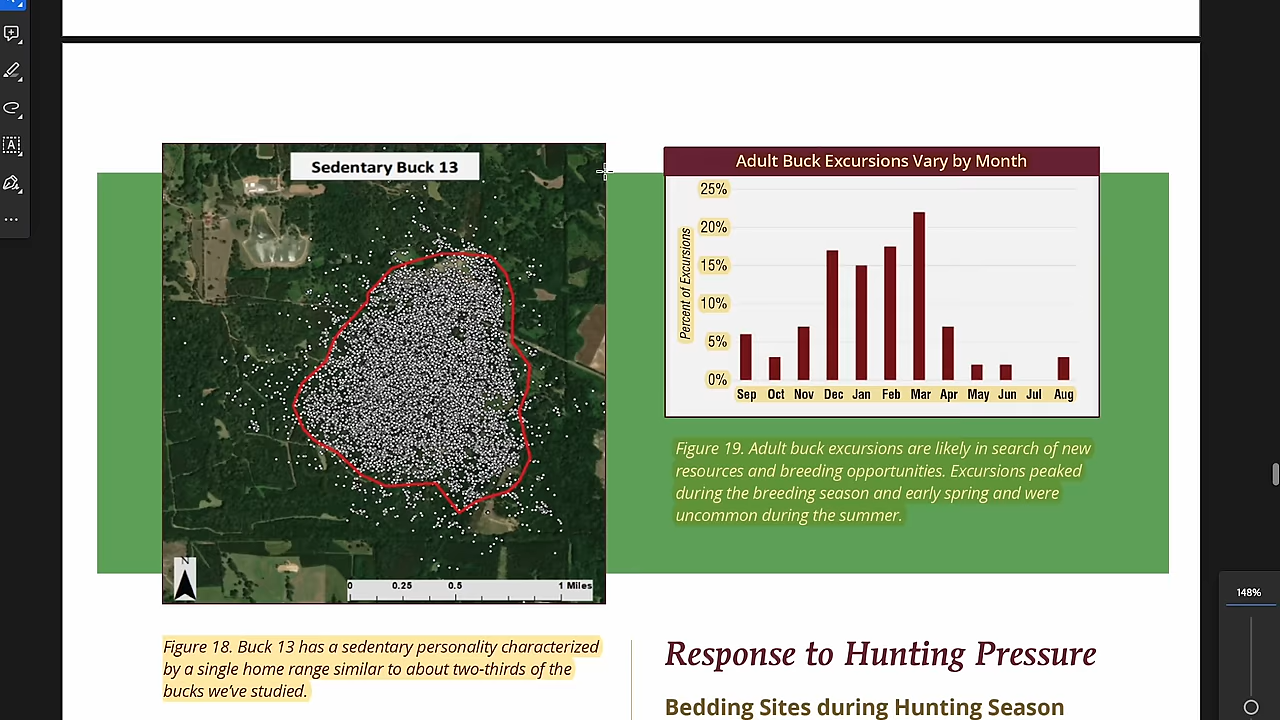 Sedentary Buck 13
N
0 0.25 0.5 1 Miles
Figure 18. Buck 13 has a sedentary personality characterized
by a single home range similar to about two-thirds of the
bucks we've studied.
Adult Buck Excursions Vary by Month
Percent of Excursions
25%
20%
15%
10%
5%
0%
Sep Oct Nov Dec Jan Feb Mar Apr May Jun Jul Aug
Figure 19. Adult buck excursions are likely in search of new
resources and breeding opportunities. Excursions peaked
during the breeding season and early spring and were
uncommon during the summer.
Response to Hunting Pressure
Bedding Sites during Hunting Season
148%